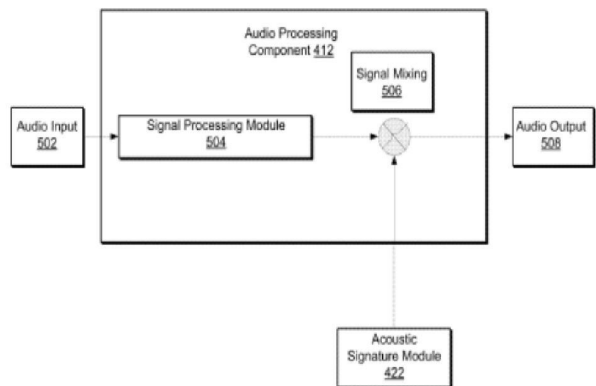 Audio Processing
Component 412
Signal Mixing
506
Audio Input
502
Signal Processing Module
504
Audio Output
508
Acoustic
Signature Module
422